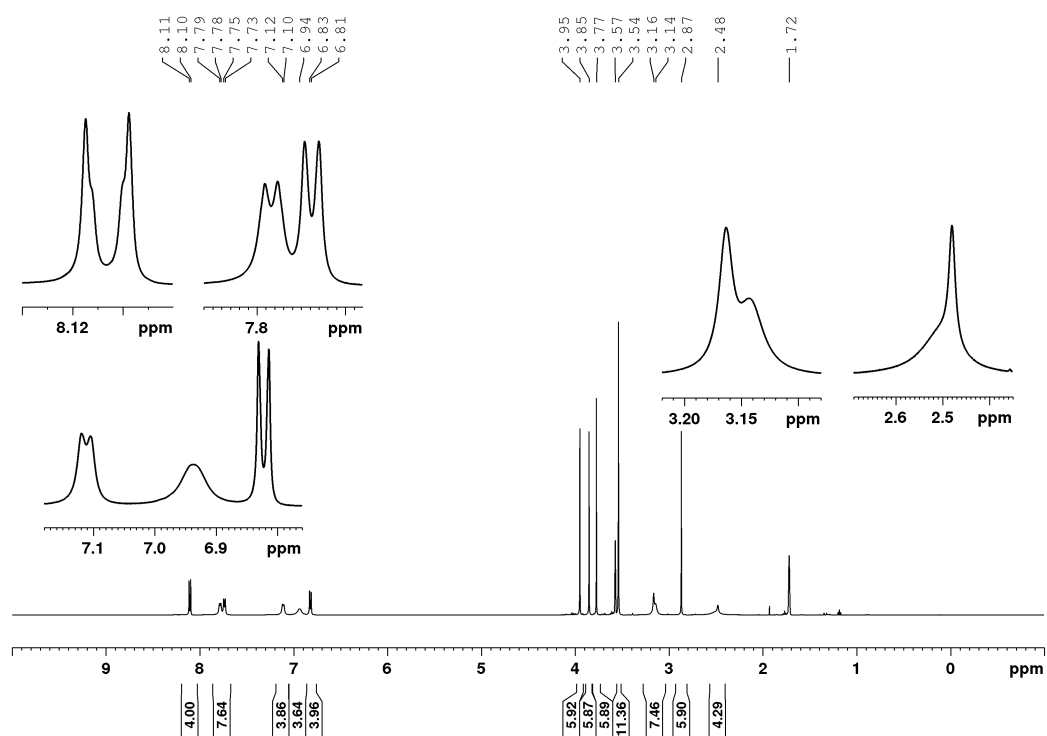 8.11 8.10 7.79 7.78 7.75 7.73 7.12 7.10 6.94 6.83 6.81 3.95 3.85 3.77 3.57 3.54 3.16 3.14 2.87 2.48 1.72
8.12 ppm 7.8 ppm
3.20 3.15 ppm 2.6 2.5 ppm
7.1 7.0 6.9 ppm
9 8 7 6 5 4 3 2 1 0 ppm
4.00 7.64 3.86 3.64 3.96 5.92 5.87 5.89 11.36 7.46 5.90 4.29